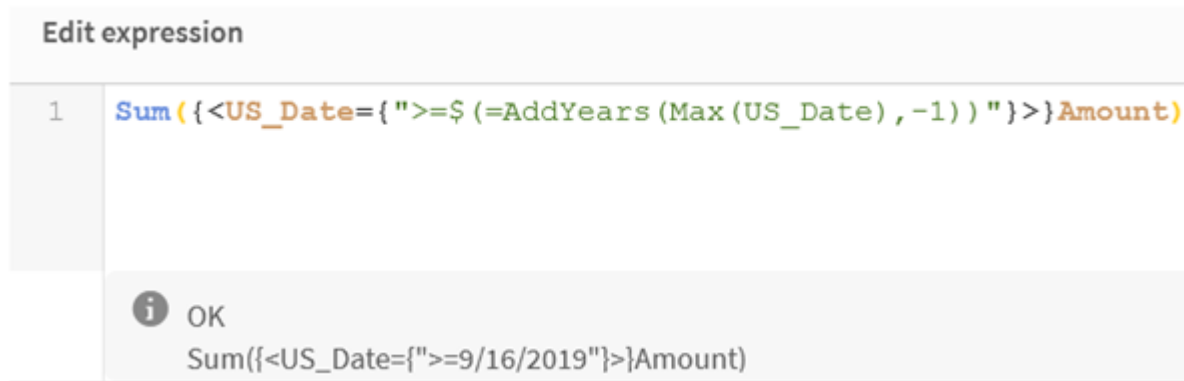 Edit expression
1 Sum({<US_Date={">=$(=AddYears(Max(US_Date),-1))"}>}Amount)
OK
Sum({<US_Date={">=9/16/2019"}>}Amount)